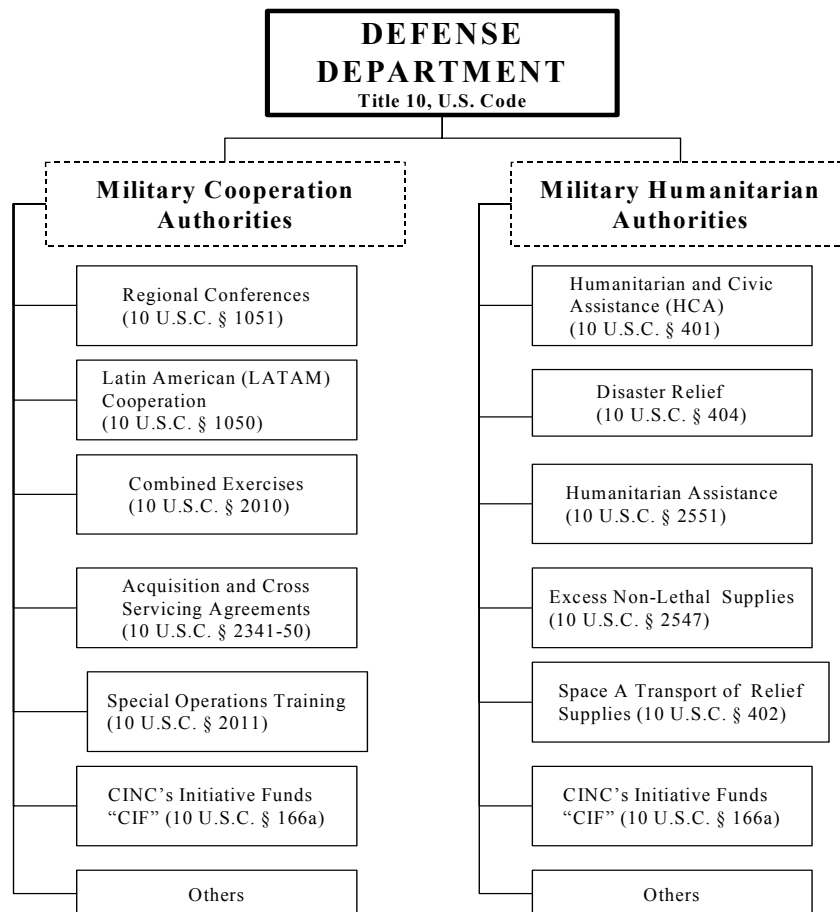 DEFENSE
DEPARTMENT
Title 10, U.S. Code
Military Cooperation
Authorities
Regional Conferences
(10 U.S.C. § 1051)
Latin American (LATAM)
Cooperation
(10 U.S.C. § 1050)
Combined Exercises
(10 U.S.C. § 2010)
Acquisition and Cross
Servicing Agreements
(10 U.S.C. § 2341-50)
Special Operations Training
(10 U.S.C. § 2011)
CINC’s Initiative Funds
“CIF” (10 U.S.C. § 166a)
Others
Military Humanitarian
Authorities
Humanitarian and Civic
Assistance (HCA)
(10 U.S.C. § 401)
Disaster Relief
(10 U.S.C. § 404)
Humanitarian Assistance
(10 U.S.C. § 2551)
Excess Non-Lethal Supplies
(10 U.S.C. § 2547)
Space A Transport of Relief
Supplies (10 U.S.C. § 402)
CINC’s Initiative Funds
“CIF” (10 U.S.C. § 166a)
Others